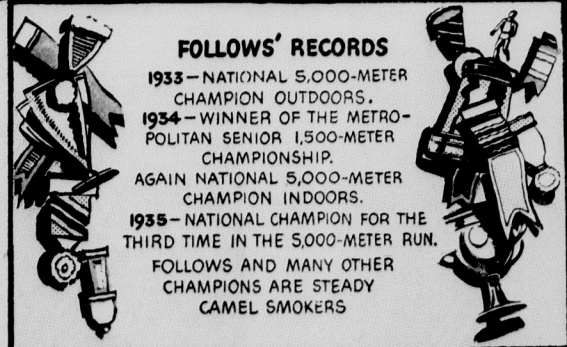 FOLLOWS' RECORDS
1933—NATIONAL 5,000-METER
CHAMPION OUTDOORS.
1934—WINNER OF THE METRO-
POLITAN SENIOR 1,500-METER
CHAMPIONSHIP.
AGAIN NATIONAL 5,000-METER
CHAMPION INDOORS.
1935—NATIONAL CHAMPION FOR THE
THIRD TIME IN THE 5,000-METER RUN.
FOLLOWS AND MANY OTHER
CHAMPIONS ARE STEADY
CAMEL SMOKERS